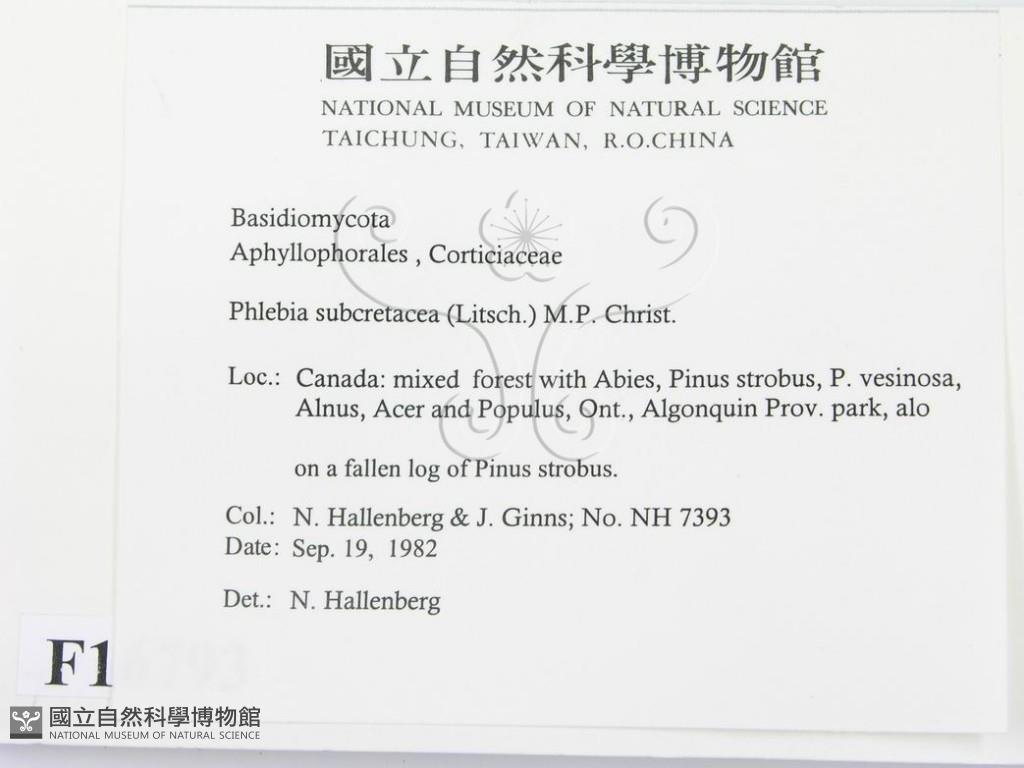 國立自然科學博物館
NATIONAL MUSEUM OF NATURAL SCIENCE
TAICHUNG, TAIWAN, R.O.CHINA
Basidiomycota
Aphyllophorales , Corticiaceae
Phlebia subcretacea (Litsch.) M.P. Christ.
Loc.: Canada: mixed forest with Abies, Pinus strobus, P. vesinosa,
Alnus, Acer and Populus, Ont., Algonquin Prov. park, alo
on a fallen log of Pinus strobus.
Col.: N. Hallenberg & J. Ginns; No. NH 7393
Date: Sep. 19, 1982
Det.: N. Hallenberg
F16793
國立自然科學博物館
NATIONAL MUSEUM OF NATURAL SCIENCE